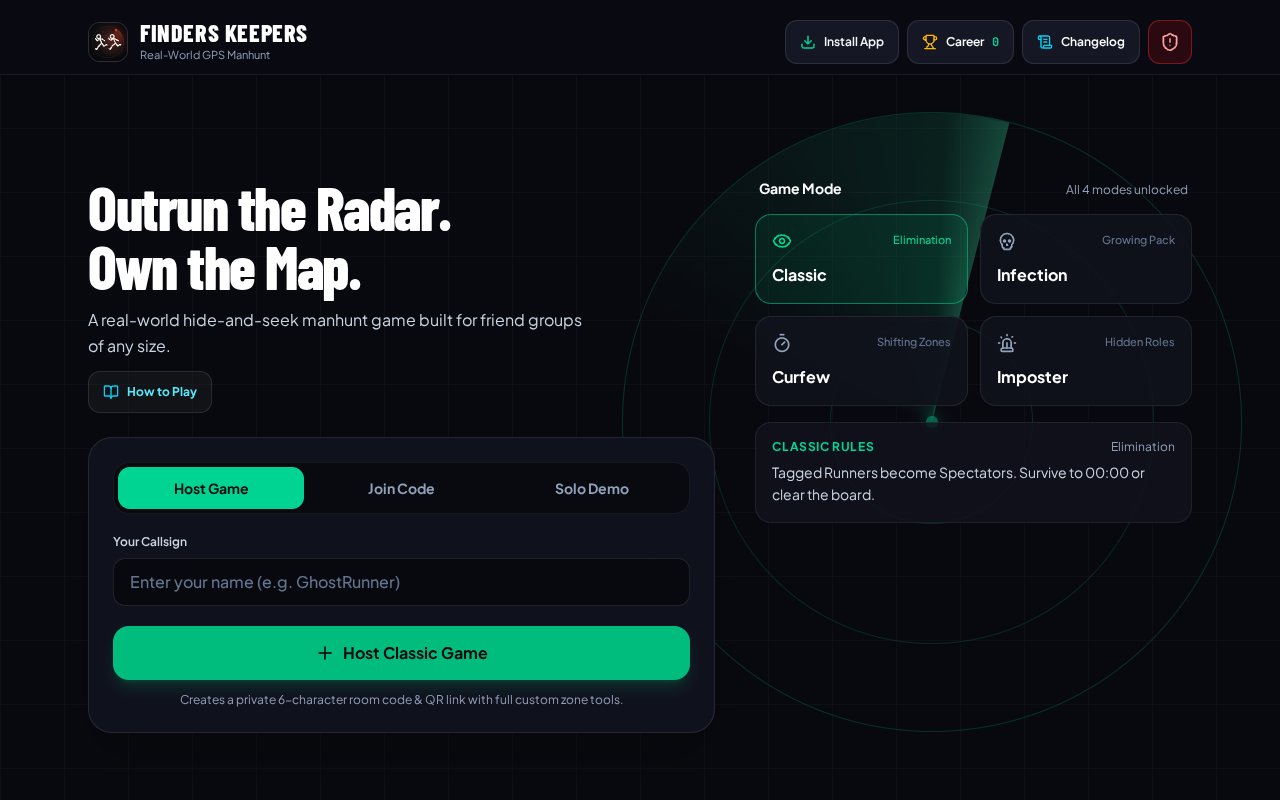 FINDERS KEEPERS
Real-World GPS Manhunt
Install App
Career 0
Changelog
Outrun the Radar.
Own the Map.
A real-world hide-and-seek manhunt game built for friend groups
of any size.
How to Play
Host Game
Join Code
Solo Demo
Your Callsign
Enter your name (e.g. GhostRunner)
Host Classic Game
Creates a private 6-character room code & QR link with full custom zone tools.
Game Mode
All 4 modes unlocked
Elimination
Classic
Growing Pack
Infection
Shifting Zones
Curfew
Hidden Roles
Imposter
CLASSIC RULES
Elimination
Tagged Runners become Spectators. Survive to 00:00 or
clear the board.